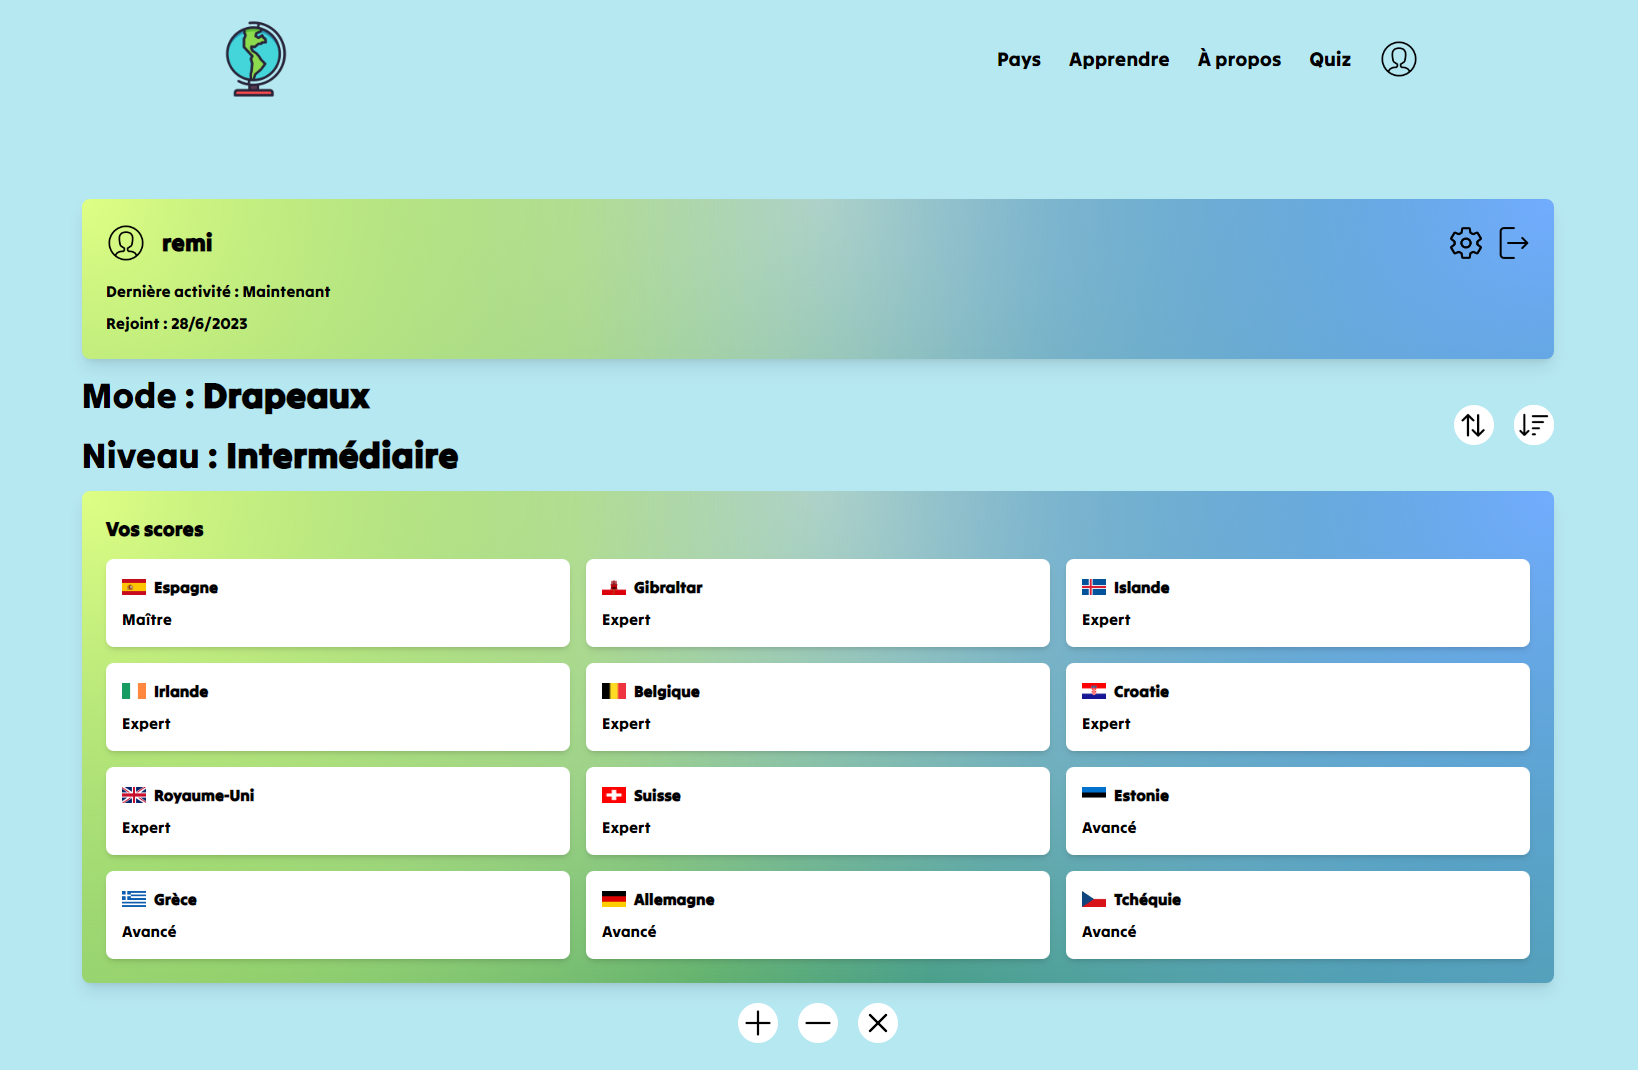 Pays Apprendre À propos Quiz
remi
Dernière activité : Maintenant
Rejoint : 28/6/2023
Mode : Drapeaux
Niveau : Intermédiaire
Vos scores
Espagne
Maître
Gibraltar
Expert
Islande
Expert
Irlande
Expert
Belgique
Expert
Croatie
Expert
Royaume-Uni
Expert
Suisse
Expert
Estonie
Avancé
Grèce
Avancé
Allemagne
Avancé
Tchéquie
Avancé